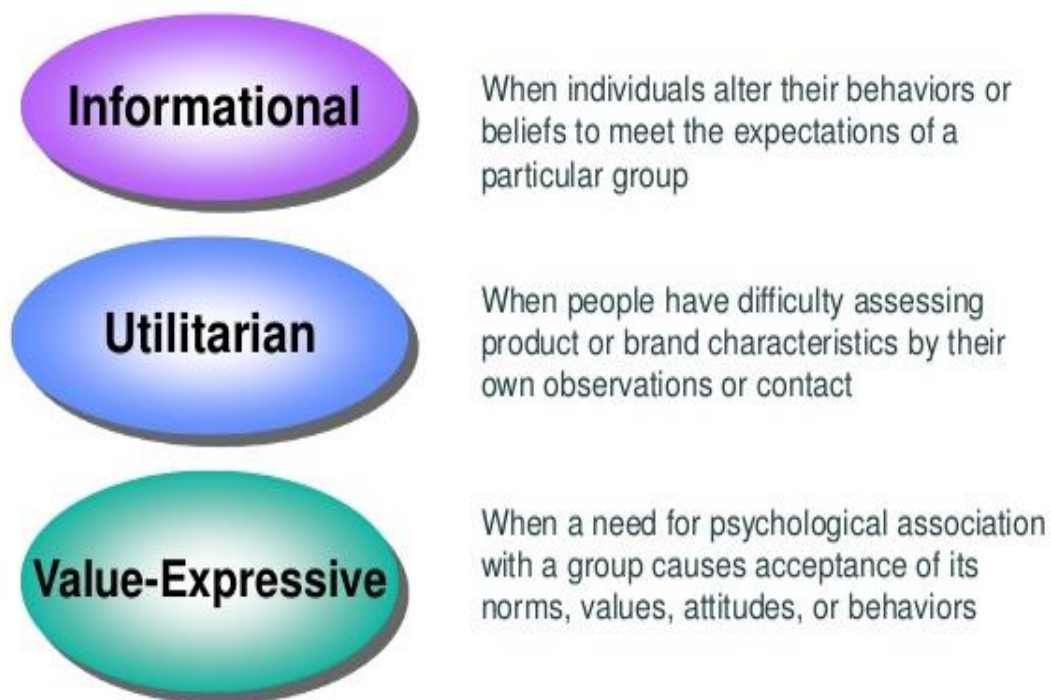 Informational
When individuals alter their behaviors or
beliefs to meet the expectations of a
particular group
Utilitarian
When people have difficulty assessing
product or brand characteristics by their
own observations or contact
Value-Expressive
When a need for psychological association
with a group causes acceptance of its
norms, values, attitudes, or behaviors